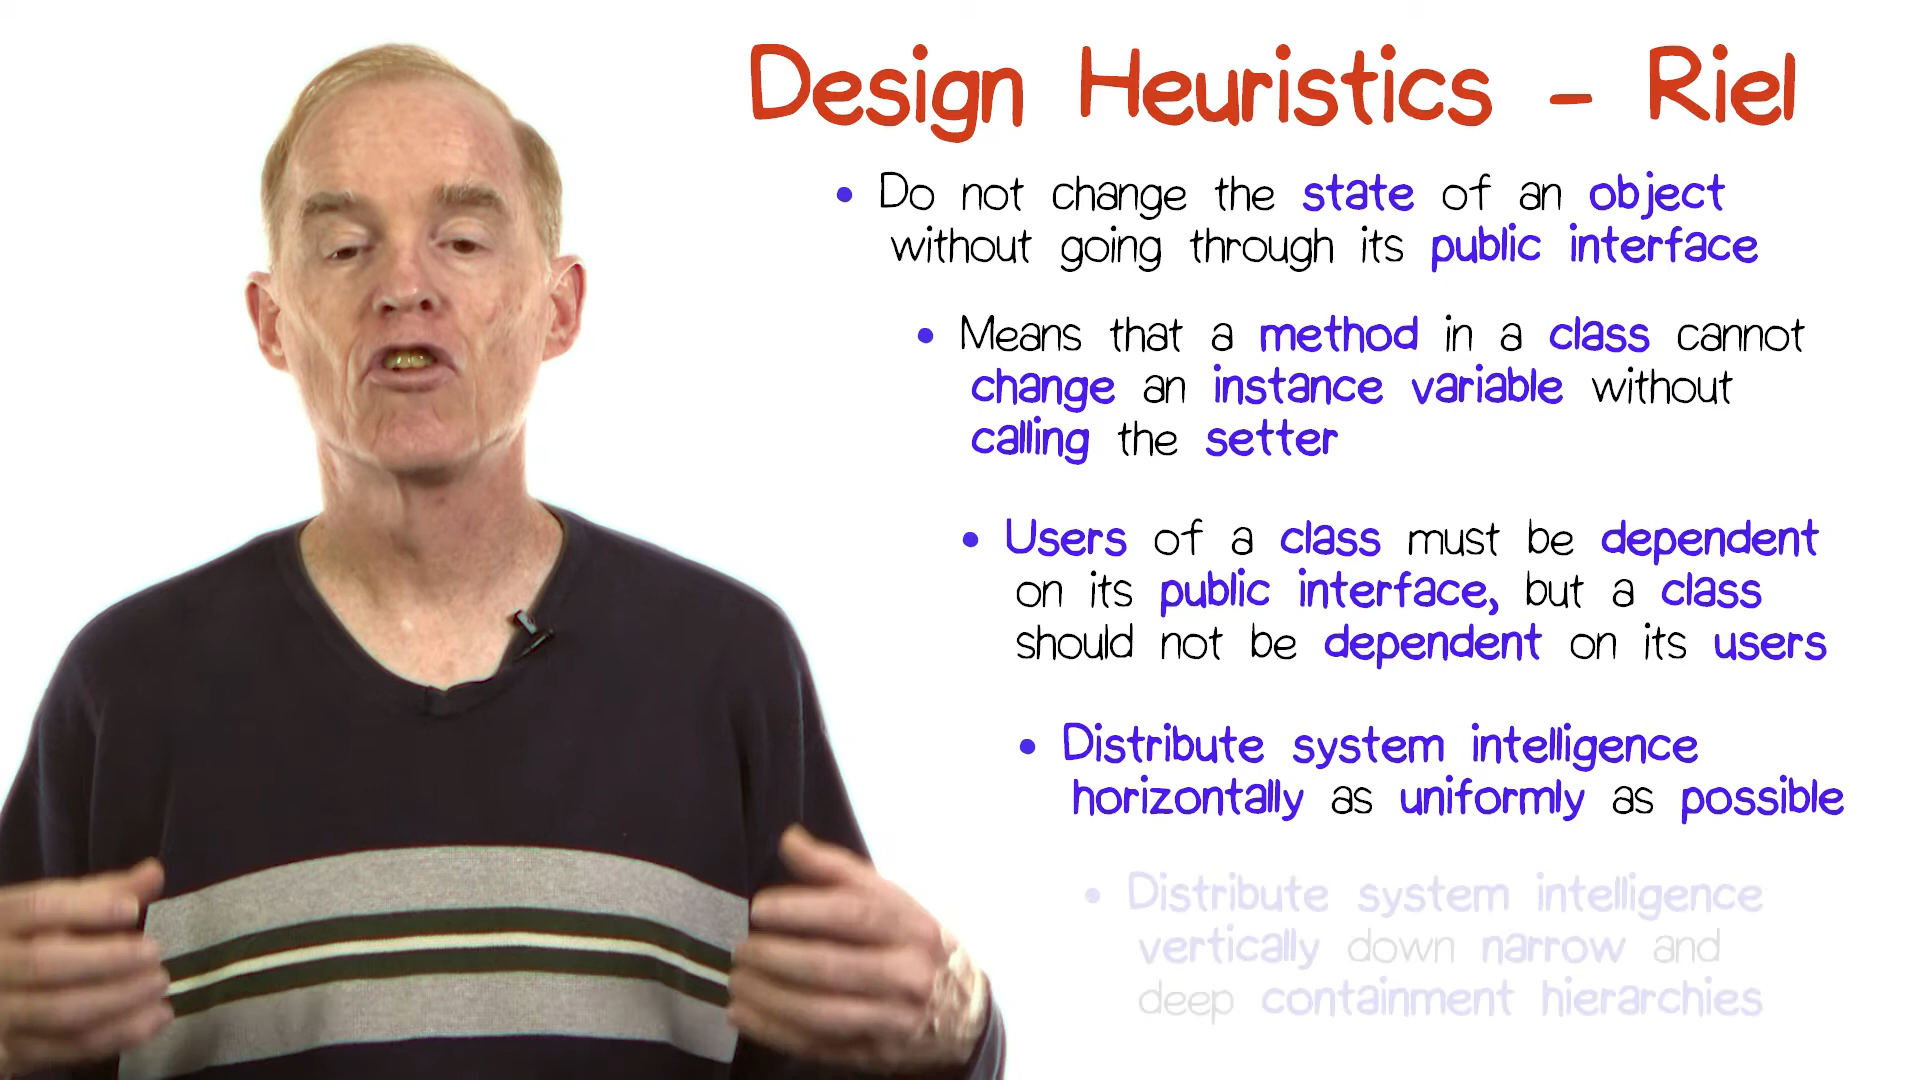 Design Heuristics - Riel
• Do not change the state of an object
without going through its public interface
• Means that a method in a class cannot
change an instance variable without
calling the setter
• Users of a class must be dependent
on its public interface, but a class
should not be dependent on its users
• Distribute system intelligence
horizontally as uniformly as possible
• Distribute system intelligence
vertically down narrow and
deep containment hierarchies